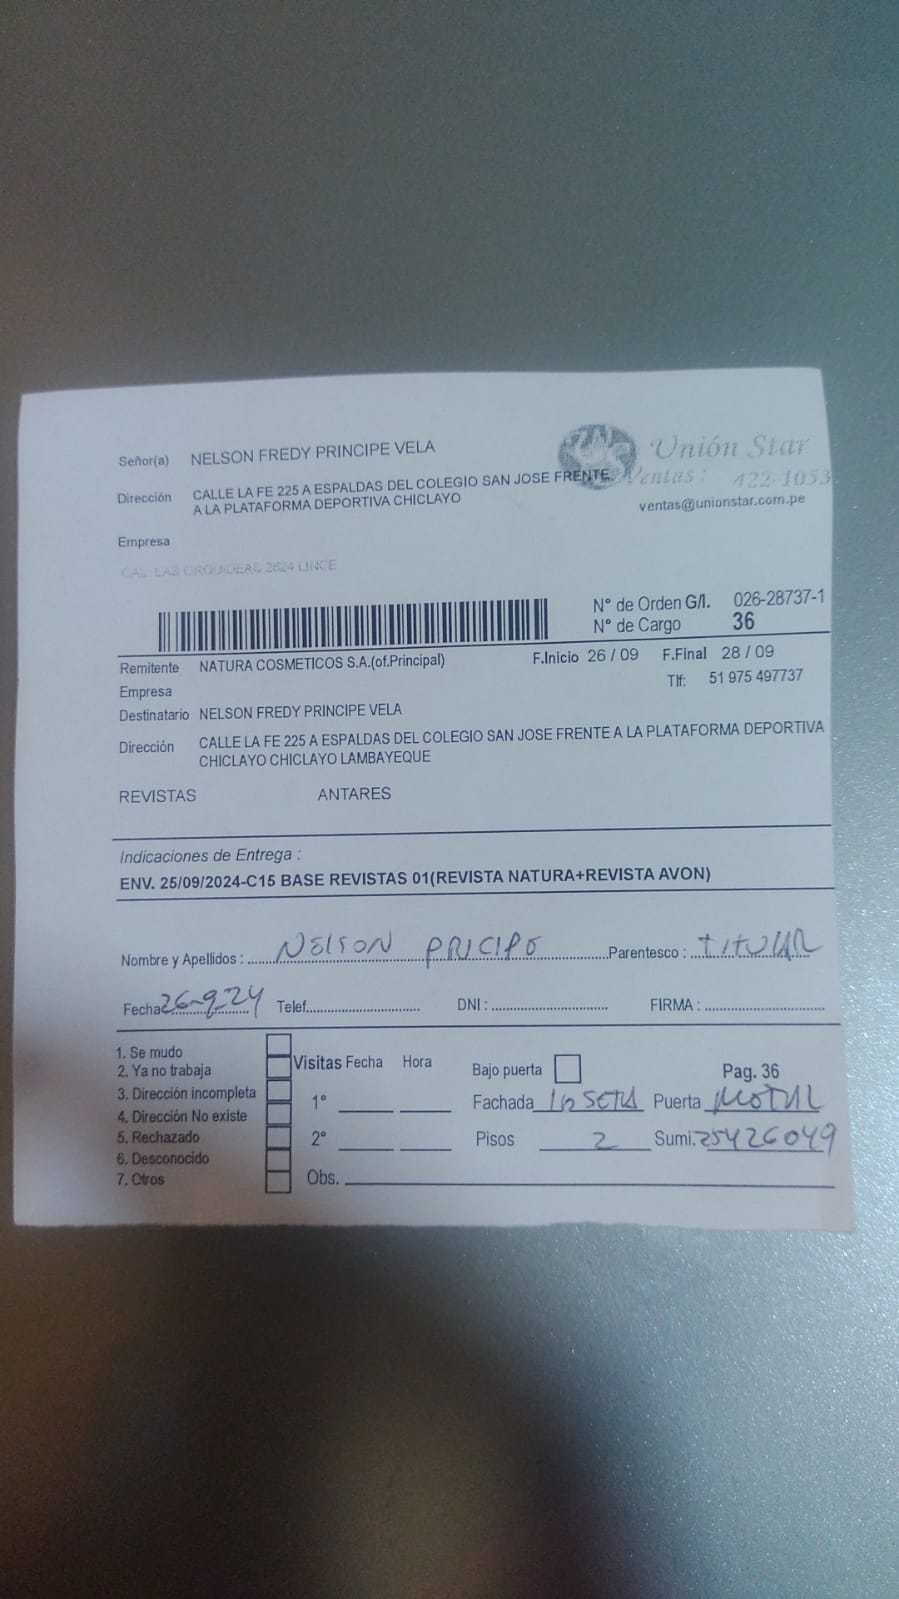 Señor(a) NELSON FREDY PRINCIPE VELA
Unión Star
Dirección CALLE LA FE 225 A ESPALDAS DEL COLEGIO SAN JOSE FRENTE
Ventas: 422-1053
A LA PLATAFORMA DEPORTIVA CHICLAYO
ventas@unionstar.com.pe
Empresa
CAL. LAS ORQUIDEAS 2624 LINCE
N° de Orden G/I. 026-28737-1
N° de Cargo 36
Remitente NATURA COSMETICOS S.A.(of.Principal) F.Inicio 26 / 09 F.Final 28 / 09
Empresa Tlf: 51 975 497737
Destinatario NELSON FREDY PRINCIPE VELA
Dirección CALLE LA FE 225 A ESPALDAS DEL COLEGIO SAN JOSE FRENTE A LA PLATAFORMA DEPORTIVA
CHICLAYO CHICLAYO LAMBAYEQUE
REVISTAS ANTARES
Indicaciones de Entrega :
ENV. 25/09/2024-C15 BASE REVISTAS 01(REVISTA NATURA+REVISTA AVON)
Nombre y Apellidos : NELSON PRICIPE Parentesco : TITULAR
Fecha 26-9-24 Telef. DNI : FIRMA :
1. Se mudo
2. Ya no trabaja
3. Dirección incompleta
4. Dirección No existe
5. Rechazado
6. Desconocido
7. Otros
Visitas Fecha Hora
1°
2°
Obs.
Bajo puerta Pag. 36
Fachada Puerta
Pisos 2 Sumi. 25426049